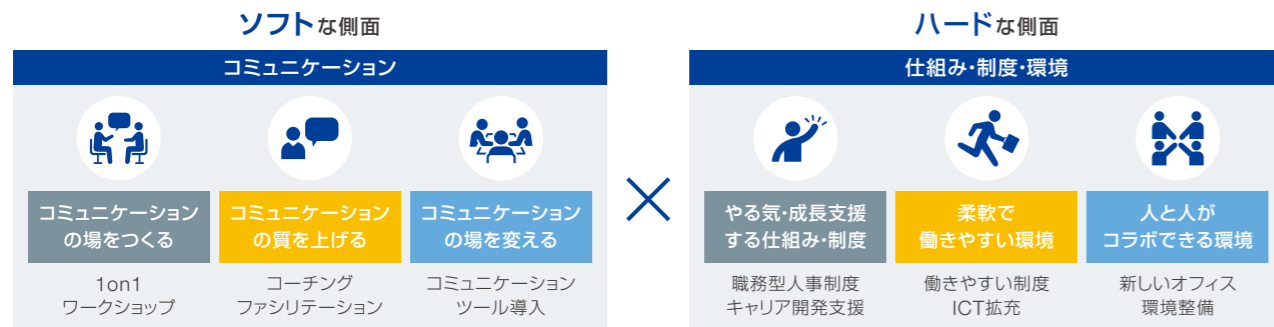 ソフトな側面
コミュニケーション
コミュニケーション
の場をつくる
1on1
ワークショップ
コミュニケーション
の質を上げる
コーチング
ファシリテーション
コミュニケーション
の場を変える
コミュニケーション
ツール導入
×
ハードな側面
仕組み・制度・環境
やる気・成長支援
する仕組み・制度
職務型人事制度
キャリア開発支援
柔軟で
働きやすい環境
働きやすい制度
ICT拡充
人と人が
コラボできる環境
新しいオフィス
環境整備